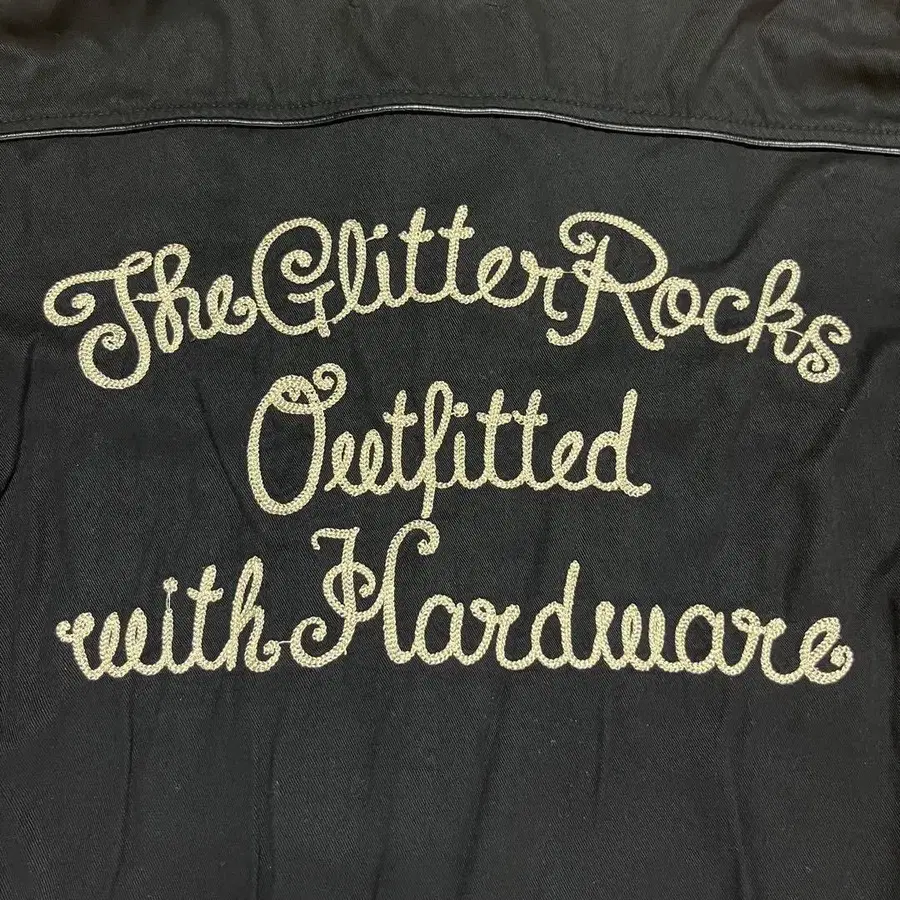 The Glitter Rocks
Outfitted
with Hardware